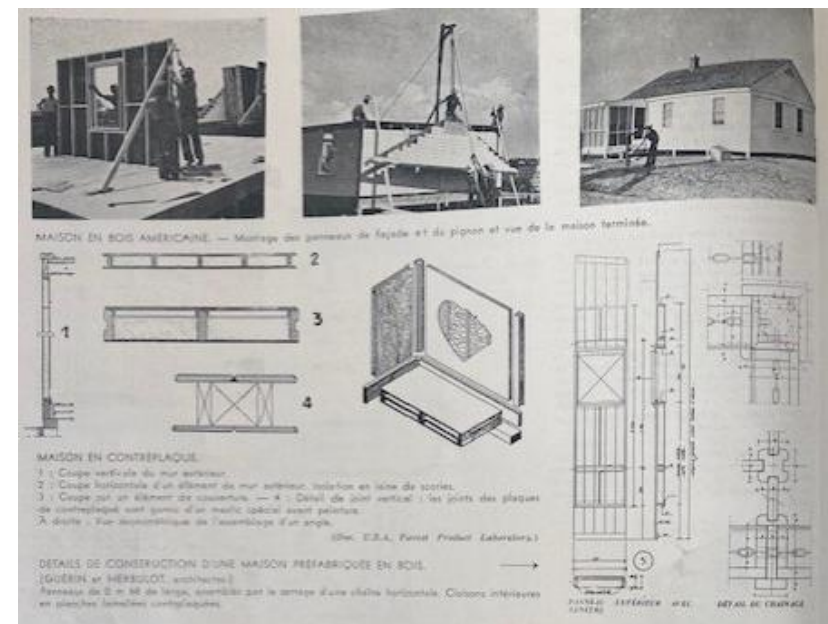 MAISON EN BOIS AMÉRICAINE. — Montage des panneaux de façade et du pignon et vue de la maison terminée.
1
2
3
4
MAISON EN CONTREPLAQUÉ.
1 : Coupe verticale du mur extérieur.
2 : Coupe horizontale d'un élément de mur extérieur. Isolation en laine de scories.
3 : Coupe sur un élément de couverture. — 4 : Détail de joint vertical : les joints des plaques
de contreplaqué sont garnis d'un mastic spécial avant peinture.
A droite : Vue axonométrique de l'assemblage d'un angle.
(Doc. U.S.A. Forest Product Laboratory.)
DÉTAILS DE CONSTRUCTION D'UNE MAISON PRÉFABRIQUÉE EN BOIS.
(GUÉRIN et HERBULOT, architectes.)
Panneaux de 0 m de large, assemblés par le serrage d'une chaîne horizontale. Cloisons intérieures
en planches contreplaquées.
5
PANNEAU EXTÉRIEUR AVEC
FENÊTRE
DÉTAIL DU CHAINAGE